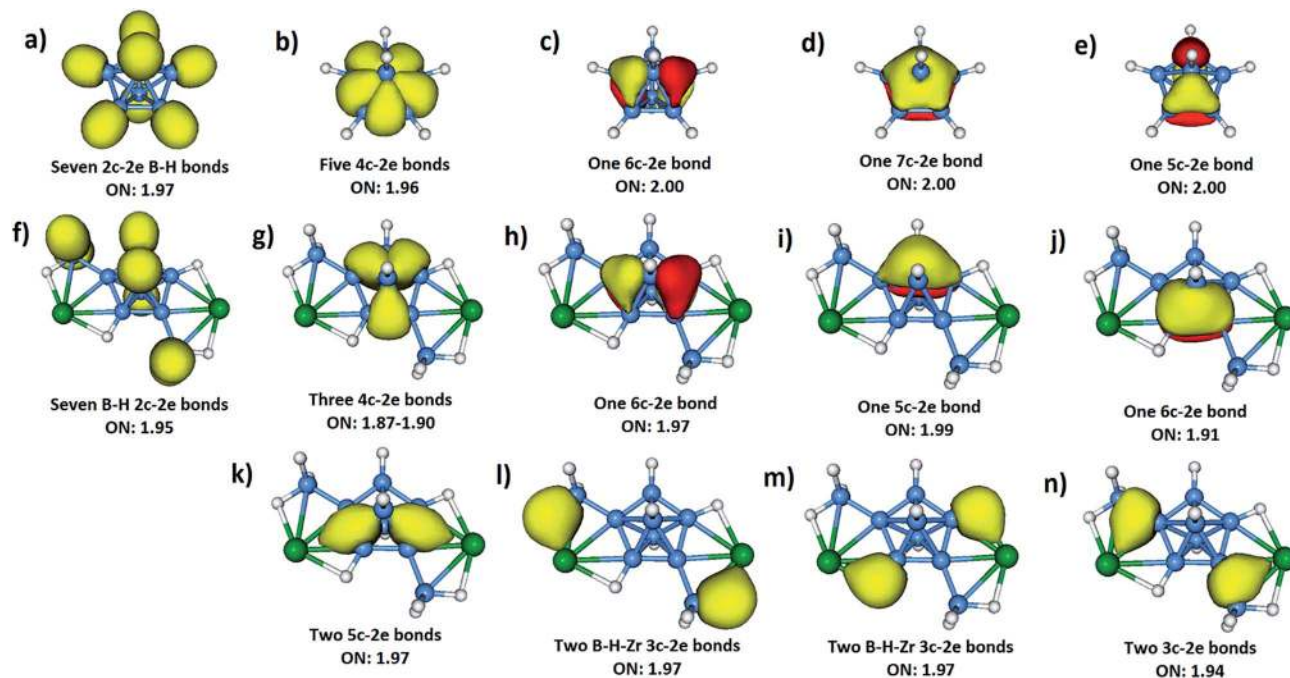 a)
Seven 2c-2e B-H bonds
ON: 1.97
b)
Five 4c-2e bonds
ON: 1.96
c)
One 6c-2e bond
ON: 2.00
d)
One 7c-2e bond
ON: 2.00
e)
One 5c-2e bond
ON: 2.00
f)
Seven B-H 2c-2e bonds
ON: 1.95
g)
Three 4c-2e bonds
ON: 1.87-1.90
h)
One 6c-2e bond
ON: 1.97
i)
One 5c-2e bond
ON: 1.99
j)
One 6c-2e bond
ON: 1.91
k)
Two 5c-2e bonds
ON: 1.97
l)
Two B-H-Zr 3c-2e bonds
ON: 1.97
m)
Two B-H-Zr 3c-2e bonds
ON: 1.97
n)
Two 3c-2e bonds
ON: 1.94